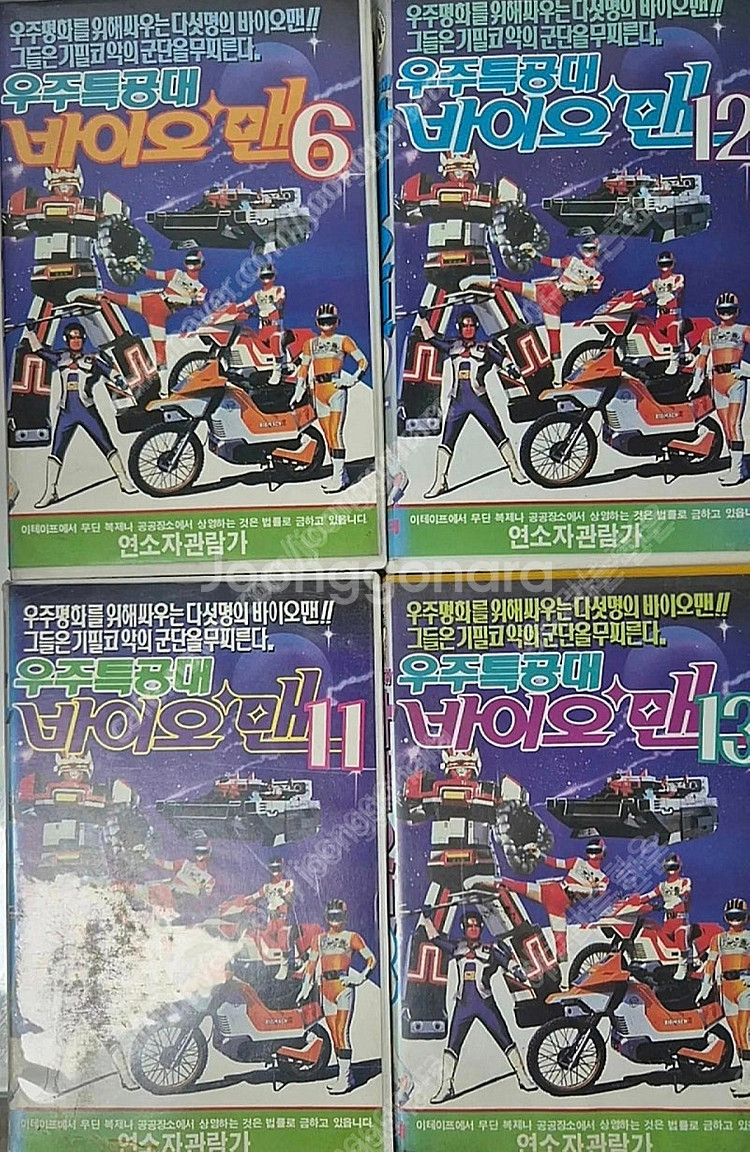 우주평화를 위해싸우는 다섯명의 바이오맨!!
그들은 기필코 악의 군단을 무찌른다.
우주특공대
바이오맨 6
이 테이프에서 무단 복제나 공공장소에서 상영하는 것은 법률로 금하고 있읍니다.
연소자관람가
우주평화를 위해싸우는 다섯명의 바이오맨!!
그들은 기필코 악의 군단을 무찌른다.
우주특공대
바이오맨 12
이 테이프에서 무단 복제나 공공장소에서 상영하는 것은 법률로 금하고 있읍
연소자관람가
Joonggonara
우주평화를 위해싸우는 다섯명의 바이오맨!!
그들은 기필코 악의 군단을 무찌른다.
우주특공대
바이오맨 11
이 테이프에서 무단 복제나 공공장소에서 상영하는 것은 법률로 금하고 있읍니다.
연소자관람가
우주평화를 위해싸우는 다섯명의 바이오맨!!
그들은 기필코 악의 군단을 무찌른다.
우주특공대
바이오맨 13
이 테이프에서 무단 복제나 공공장소에서 상영하는 것은 법률로 금하고 있읍
연소자관람가